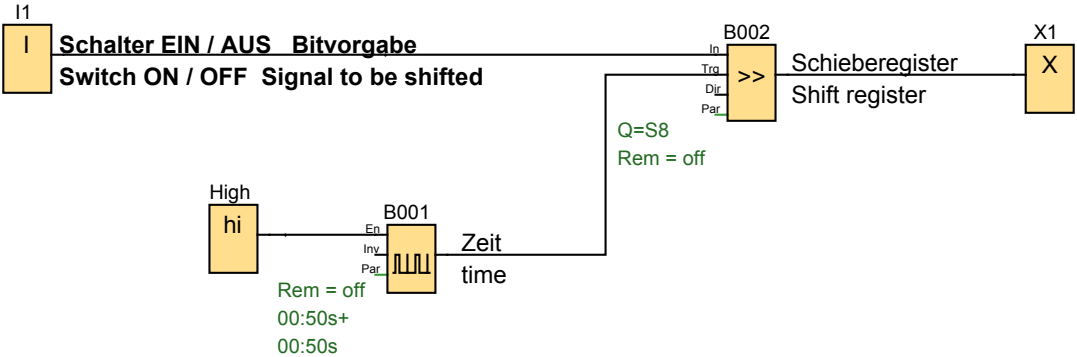 I1
I
Schalter EIN / AUS   Bitvorgabe
Switch ON / OFF  Signal to be shifted
B002
In
Trg
Dir
Par
>>
Q=S8
Rem = off
Schieberegister
Shift register
X1
X
High
hi
B001
En
Inv
Par
Rem = off
00:50s+
00:50s
Zeit
time